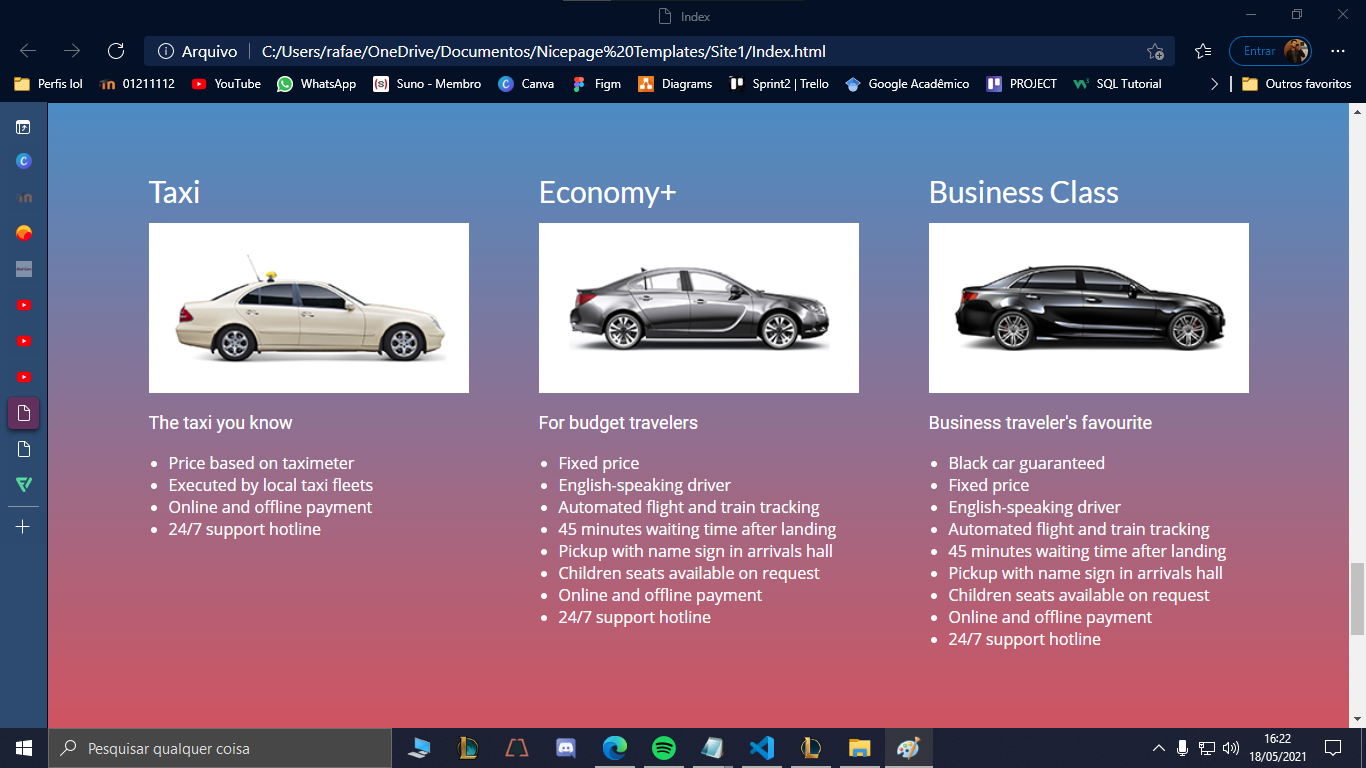 Index
Arquivo
C:/Users/rafae/OneDrive/Documentos/Nicepage%20Templates/Site1/Index.html
Entrar
Perfis lol
01211112
YouTube
WhatsApp
Suno - Membro
Canva
Figm
Diagrams
Sprint2 | Trello
Google Acadêmico
PROJECT
SQL Tutorial
Outros favoritos
Taxi
The taxi you know
Price based on taximeter
Executed by local taxi fleets
Online and offline payment
24/7 support hotline
Economy+
For budget travelers
Fixed price
English-speaking driver
Automated flight and train tracking
45 minutes waiting time after landing
Pickup with name sign in arrivals hall
Children seats available on request
Online and offline payment
24/7 support hotline
Business Class
Business traveler's favourite
Black car guaranteed
Fixed price
English-speaking driver
Automated flight and train tracking
45 minutes waiting time after landing
Pickup with name sign in arrivals hall
Children seats available on request
Online and offline payment
24/7 support hotline
Pesquisar qualquer coisa
16:22
18/05/2021